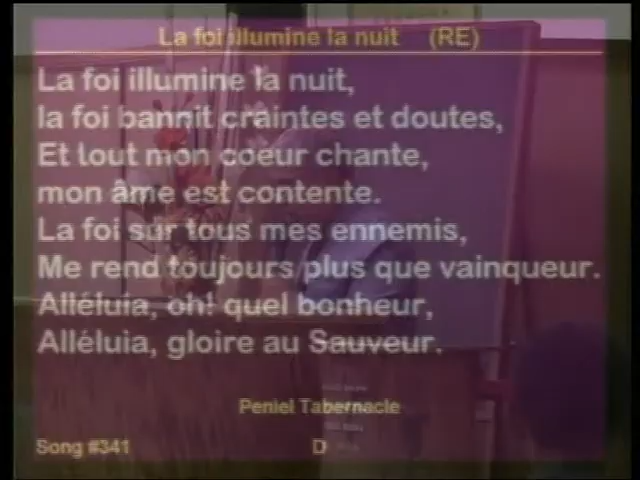 La foi illumine la nuit (RE)
La foi illumine la nuit,
la foi bannit craintes et doutes,
Et tout mon coeur chante,
mon âme est contente.
La foi sur tous mes ennemis,
Me rend toujours plus que vainqueur.
Alléluia, oh! quel bonheur,
Alléluia, gloire au Sauveur.
Peniel Tabernacle
Song #341 D